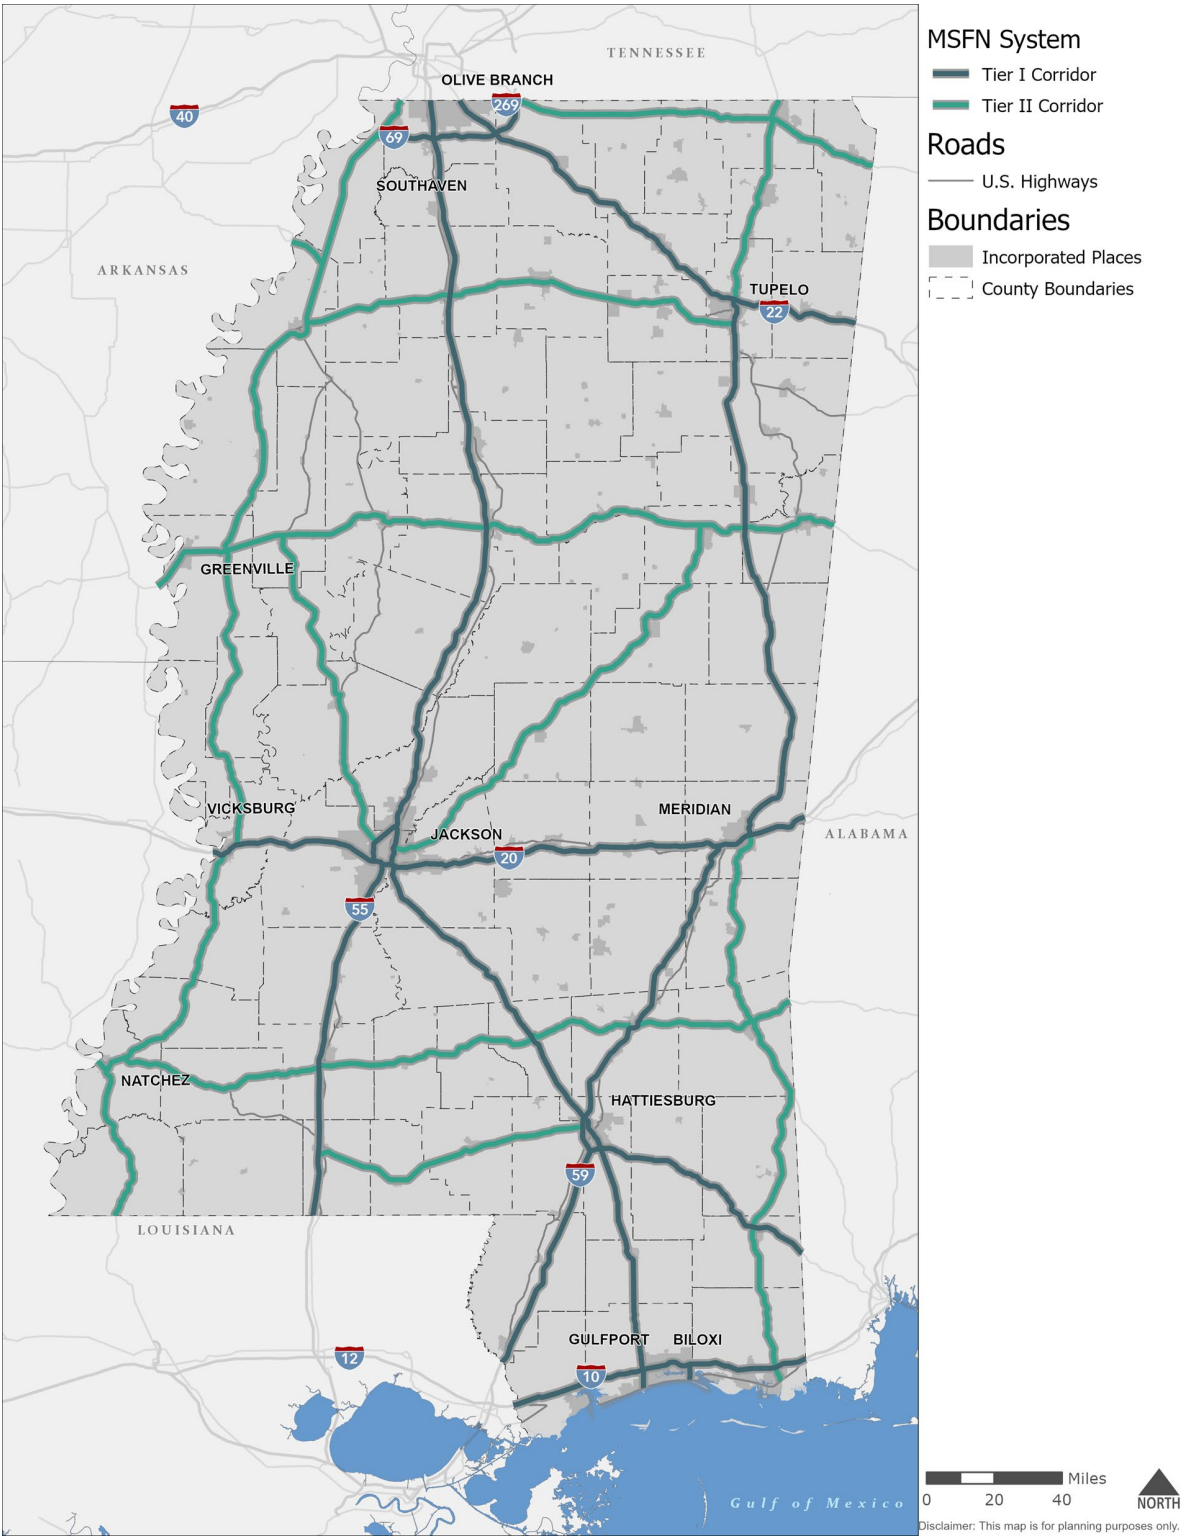 MSFN System
Tier I Corridor
Tier II Corridor
Roads
U.S. Highways
Boundaries
Incorporated Places
County Boundaries
TENNESSEE
OLIVE BRANCH
269
40
69
SOUTHAVEN
ARKANSAS
TUPELO
22
GREENVILLE
VICKSBURG
MERIDIAN
JACKSON
ALABAMA
20
55
NATCHEZ
HATTIESBURG
59
LOUISIANA
GULFPORT
BILOXI
12
10
Gulf of Mexico
Miles
0 20 40
NORTH
Disclaimer: This map is for planning purposes only.